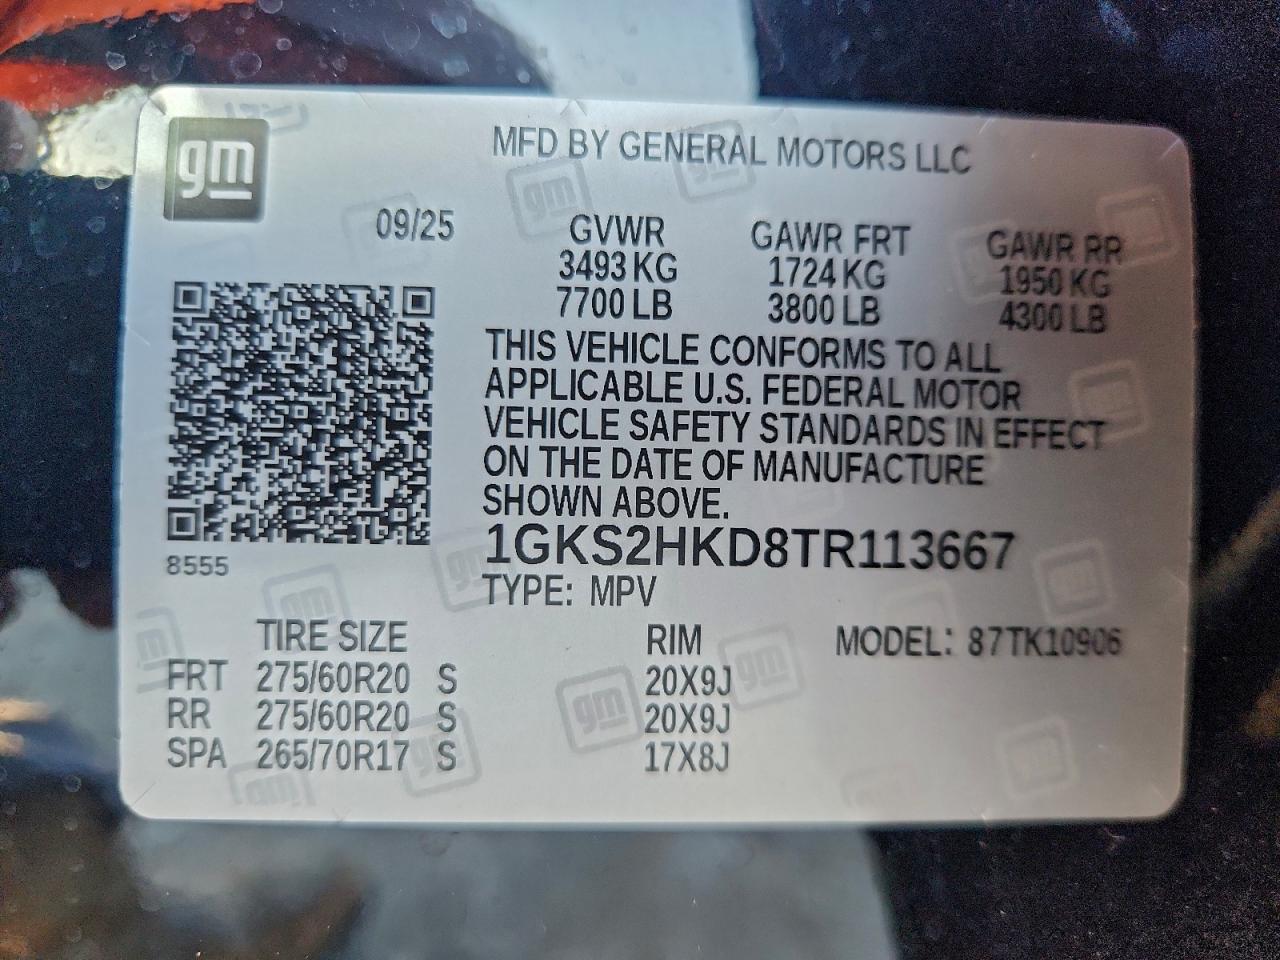 gm
MFD BY GENERAL MOTORS LLC
09/25 GVWR GAWR FRT GAWR RR
3493 KG 1724 KG 1950 KG
7700 LB 3800 LB 4300 LB
THIS VEHICLE CONFORMS TO ALL
APPLICABLE U.S. FEDERAL MOTOR
VEHICLE SAFETY STANDARDS IN EFFECT
ON THE DATE OF MANUFACTURE
SHOWN ABOVE.
1GKS2HKD8TR113667
8555
TYPE: MPV
TIRE SIZE RIM MODEL: 87TK10906
FRT 275/60R20 S 20X9J
RR 275/60R20 S 20X9J
SPA 265/70R17 S 17X8J